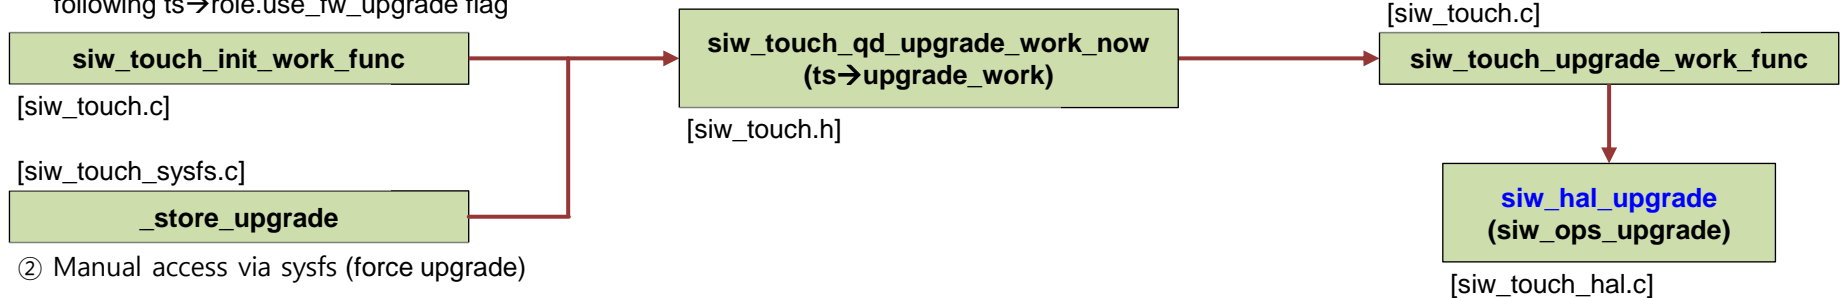 following ts→role.use_fw_upgrade flag
siw_touch_init_work_func
[siw_touch.c]
[siw_touch_sysfs.c]
_store_upgrade
② Manual access via sysfs (force upgrade)
siw_touch_qd_upgrade_work_now
(ts→upgrade_work)
[siw_touch.h]
[siw_touch.c]
siw_touch_upgrade_work_func
siw_hal_upgrade
(siw_ops_upgrade)
[siw_touch_hal.c]